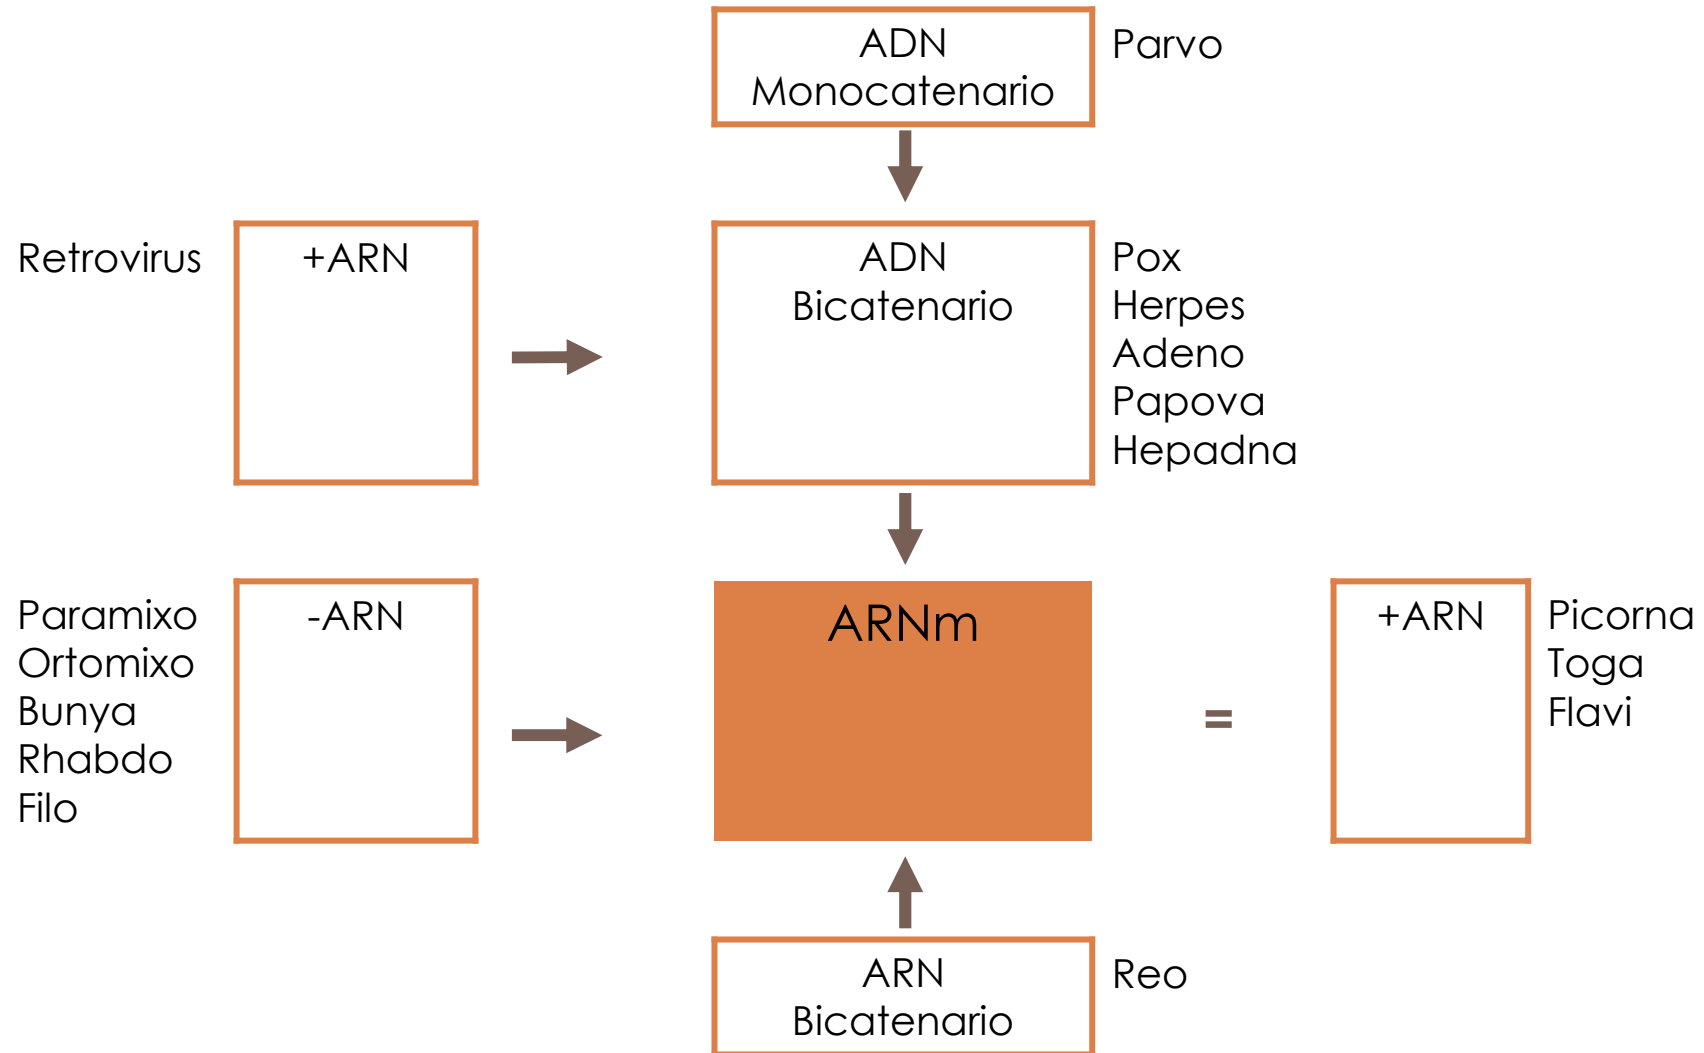 ADN
Monocatenario
Parvo
Retrovirus
+ARN
ADN
Bicatenario
Pox
Herpes
Adeno
Papova
Hepadna
Paramixo
Ortomixo
Bunya
Rhabdo
Filo
-ARN
ARNm
=
+ARN
Picorna
Toga
Flavi
ARN
Bicatenario
Reo